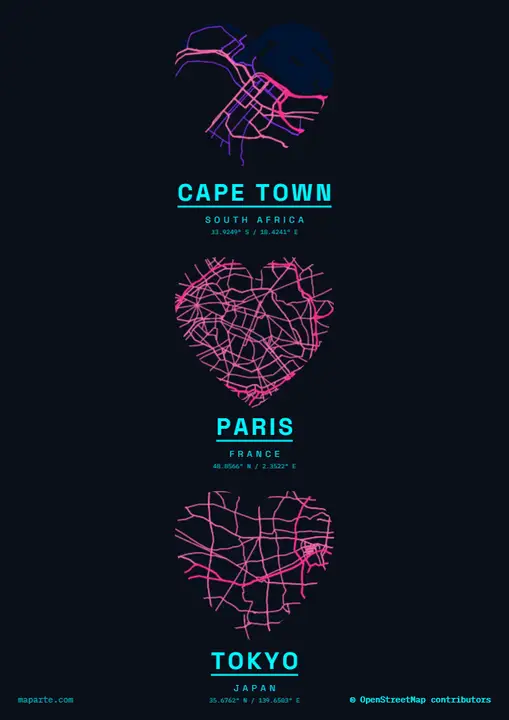 CAPE TOWN
SOUTH AFRICA
33.9249° S / 18.4241° E
PARIS
FRANCE
48.8566° N / 2.3522° E
TOKYO
JAPAN
35.6762° N / 139.6503° E
maparte.com
© OpenStreetMap contributors